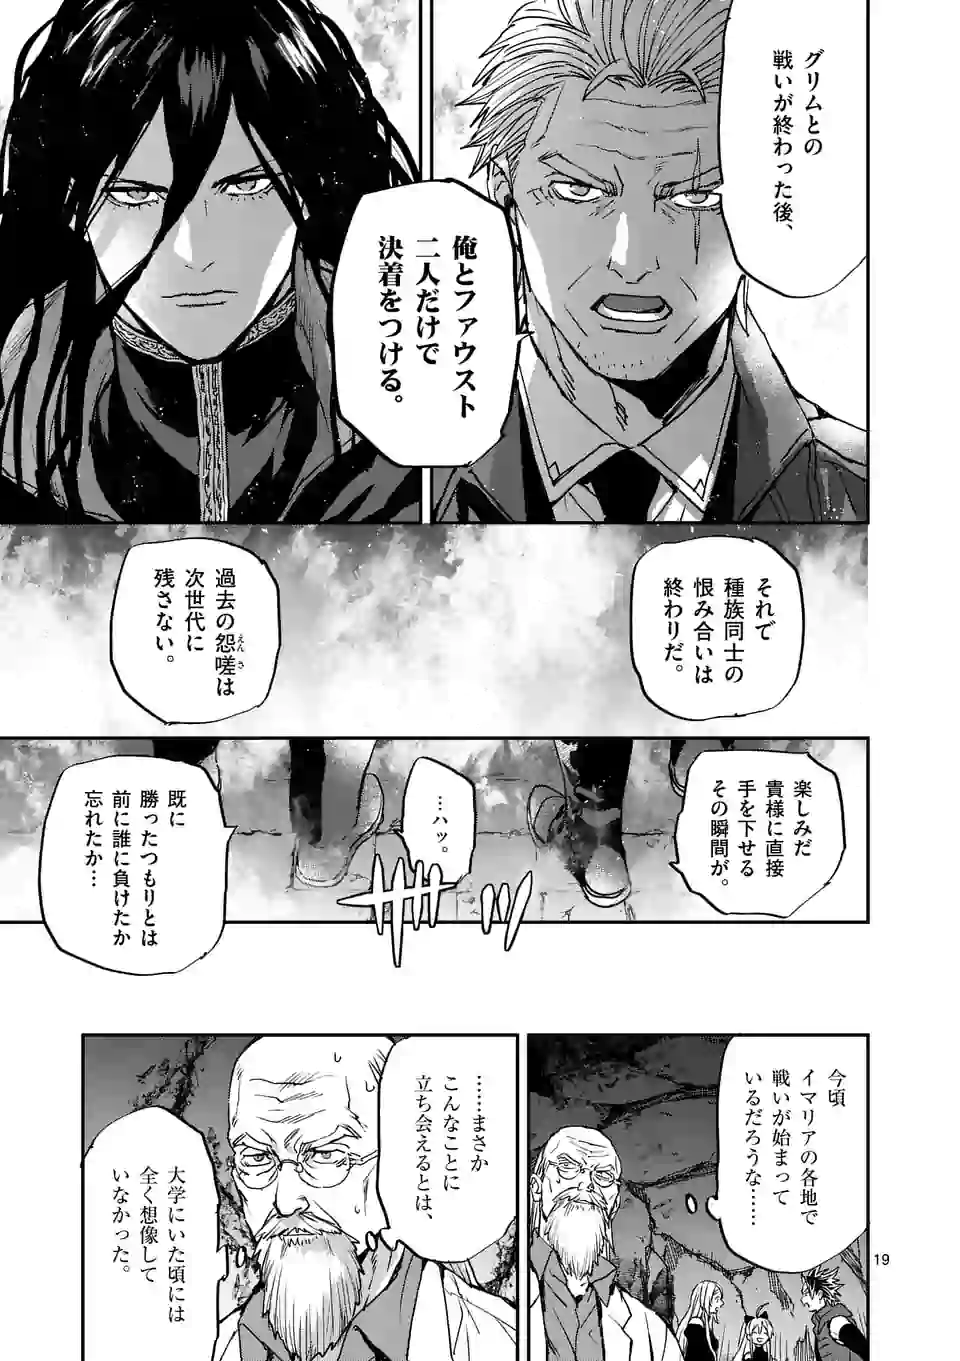 グリムとの
戦いが終わった後、
俺とファウスト
二人だけで
決着をつける。
それで
種族同士の
恨み合いは
終わりだ。
過去の怨嗟は
えんさ
次世代に
残さない。
楽しみだ
貴様に直接
手を下せる
その瞬間が。
…ハッ。
既に
勝ったつもりとは
前に誰に負けたか
忘れたか…
ザッ
ザッ
今頃
イマリアの各地で
戦いが始まって
いるだろうな……
……まさか
こんなことに
立ち会えるとは、
大学にいた頃には
全く想像して
いなかった。
19